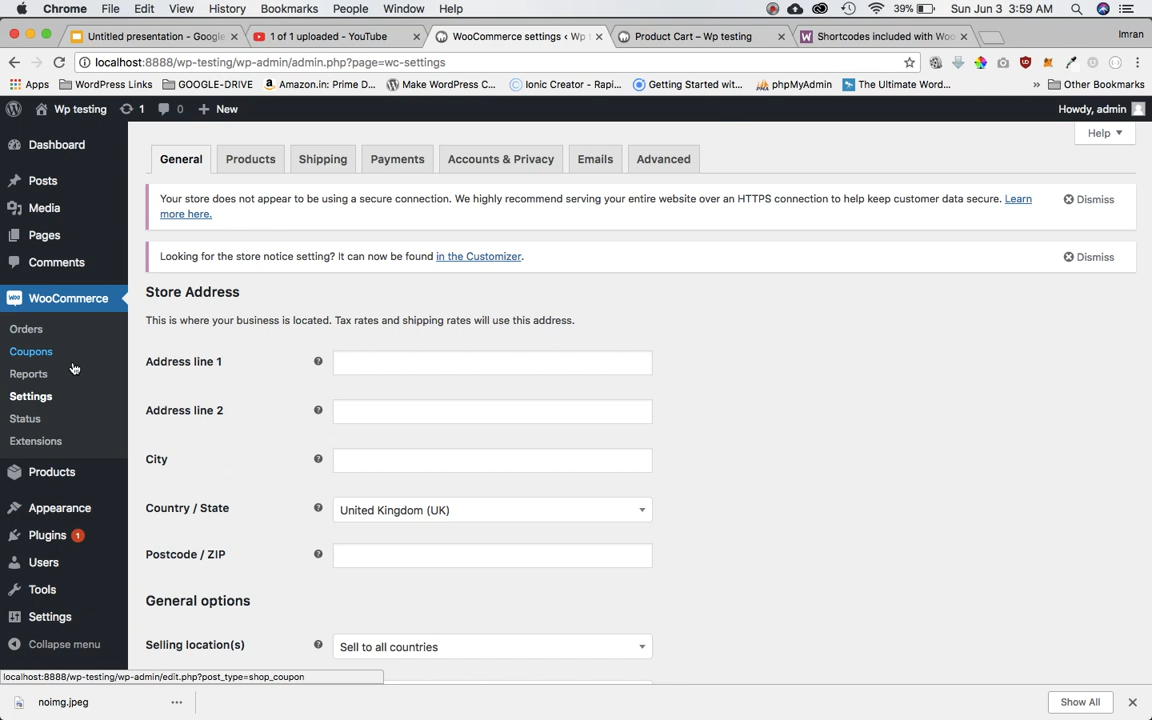 Chrome File Edit View History Bookmarks People Window Help 39% Sun Jun 3 3:59 AM
Untitled presentation - Google 1 of 1 uploaded - YouTube WooCommerce settings ‹ Wp t Product Cart – Wp testing Shortcodes included with Woo Imran
localhost:8888/wp-testing/wp-admin/admin.php?page=wc-settings
Apps WordPress Links GOOGLE-DRIVE Amazon.in: Prime D... Make WordPress C... Ionic Creator - Rapi... Getting Started wit... phpMyAdmin The Ultimate Word... » Other Bookmarks
Wp testing 1 0 New Howdy, admin
Help
Dashboard
Posts
Media
Pages
Comments
WooCommerce
Orders
Coupons
Reports
Settings
Status
Extensions
Products
Appearance
Plugins 1
Users
Tools
Settings
Collapse menu
General Products Shipping Payments Accounts & Privacy Emails Advanced
Your store does not appear to be using a secure connection. We highly recommend serving your entire website over an HTTPS connection to help keep customer data secure. Learn
more here.
Dismiss
Looking for the store notice setting? It can now be found in the Customizer.
Dismiss
Store Address
This is where your business is located. Tax rates and shipping rates will use this address.
Address line 1
Address line 2
City
Country / State United Kingdom (UK)
Postcode / ZIP
General options
Selling location(s) Sell to all countries
localhost:8888/wp-testing/wp-admin/edit.php?post_type=shop_coupon
noimg.jpeg Show All